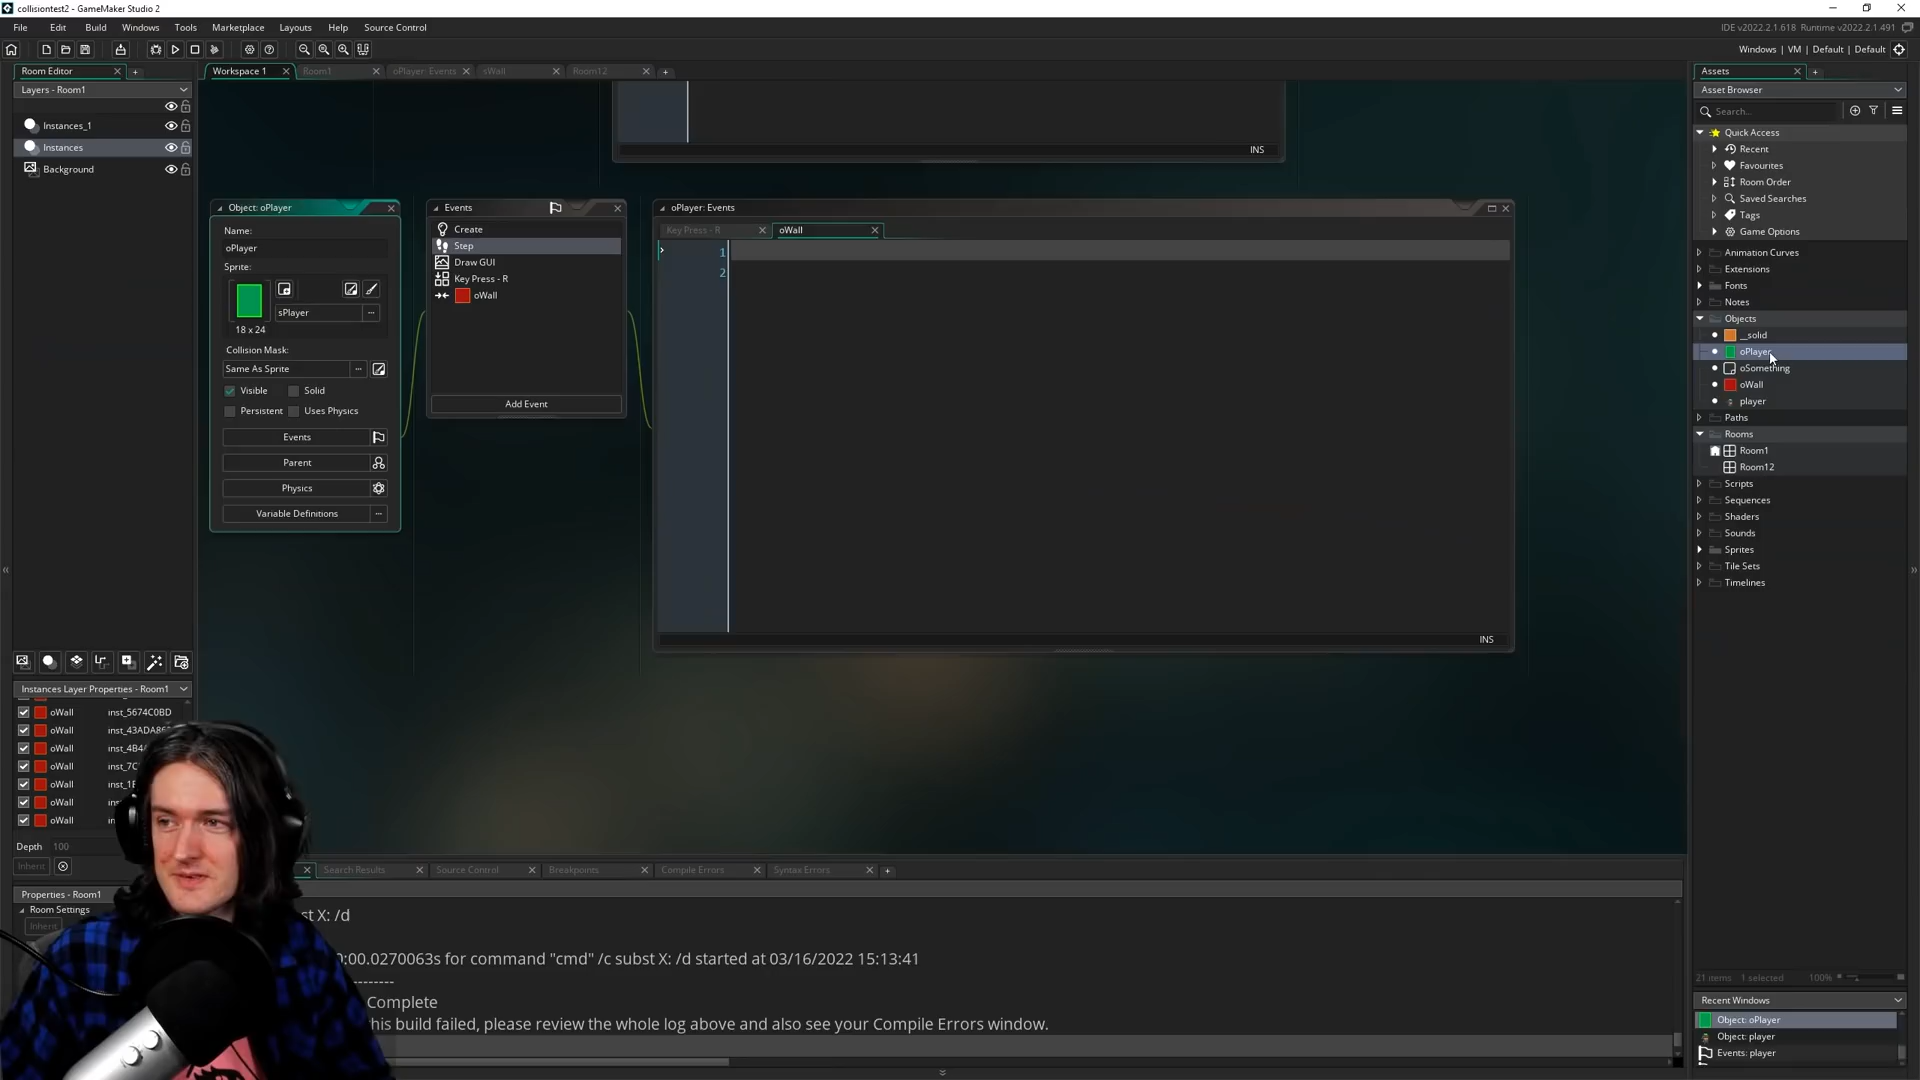 collisiontest2 - GameMaker Studio 2
File Edit Build Windows Tools Marketplace Layouts Help Source Control
IDE v2022.2.1.618 Runtime v2022.2.1.491
Windows | VM | Default | Default
Room Editor
Workspace 1
Room1
oPlayer: Events
sWall
Room12
Assets
Layers - Room1
Asset Browser
Instances_1
Instances
Background
INS
Search...
Quick Access
Recent
Favourites
Room Order
Saved Searches
Tags
Game Options
Animation Curves
Extensions
Fonts
Notes
Objects
__solid
oPlayer
oSomething
oWall
player
Paths
Rooms
Room1
Room12
Scripts
Sequences
Shaders
Sounds
Sprites
Tile Sets
Timelines
Object: oPlayer
Name:
oPlayer
Sprite:
sPlayer
18 x 24
Collision Mask:
Same As Sprite
Visible
Solid
Persistent
Uses Physics
Events
Parent
Physics
Variable Definitions
Events
Create
Step
Draw GUI
Key Press - R
oWall
Add Event
oPlayer: Events
Key Press - R
oWall
1
2
INS
Instances Layer Properties - Room1
oWall inst_5674C0BD
oWall
oWall
oWall
oWall
oWall
oWall
Depth 100
Inherit
Properties - Room1
Room Settings
Inherit
Search Results
Source Control
Breakpoints
Compile Errors
Syntax Errors
X: /d
0:00.0270063s for command "cmd" /c subst X: /d started at 03/16/2022 15:13:41
Complete
this build failed, please review the whole log above and also see your Compile Errors window.
21 items 1 selected 100%
Recent Windows
Object: oPlayer
Object: player
Events: player